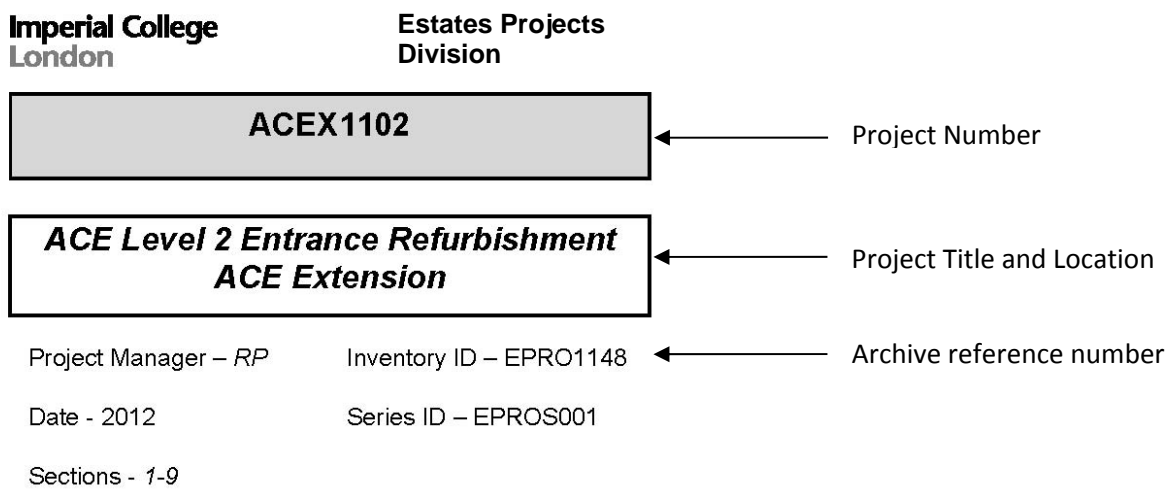 Imperial College
London
Estates Projects
Division
ACEX1102
Project Number
ACE Level 2 Entrance Refurbishment
ACE Extension
Project Title and Location
Project Manager – RP
Inventory ID – EPRO1148
Archive reference number
Date - 2012
Series ID – EPROS001
Sections - 1-9